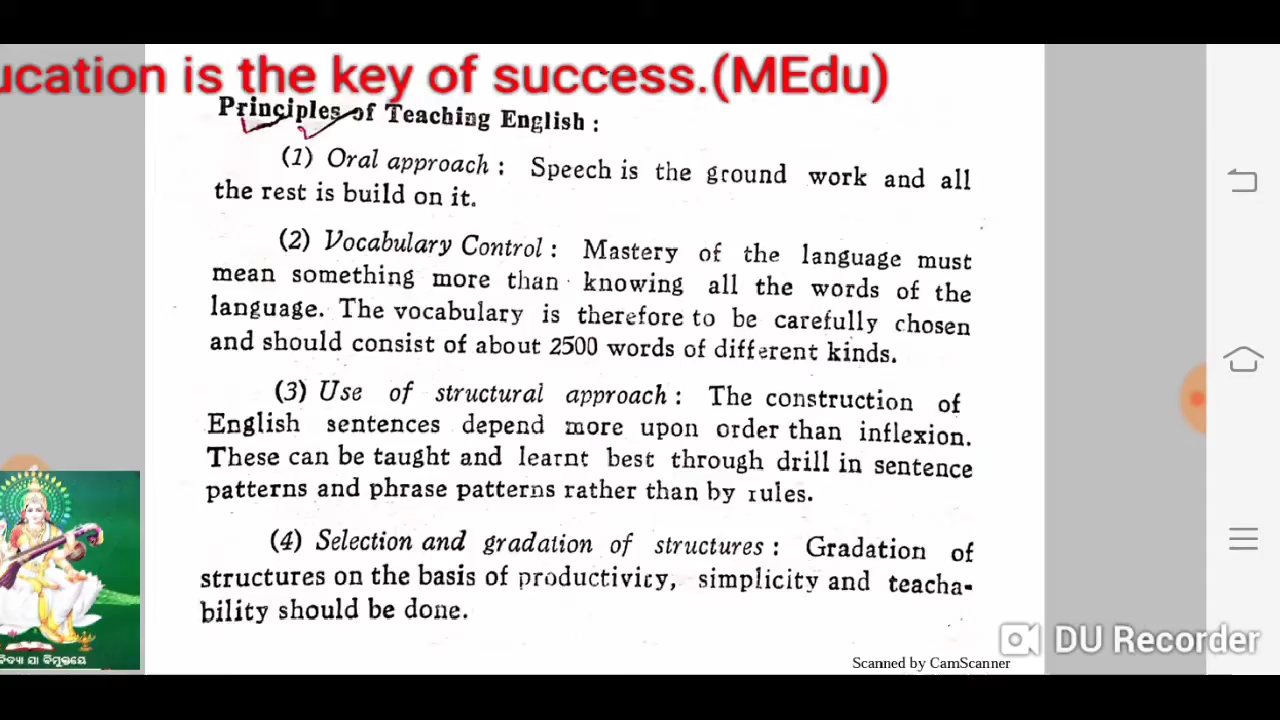 ucation is the key of success.(MEdu)
Principles of Teaching English :
(1) Oral approach : Speech is the ground work and all
the rest is build on it.
(2) Vocabulary Control : Mastery of the language must
mean something more than knowing all the words of the
language. The vocabulary is therefore to be carefully chosen
and should consist of about 2500 words of different kinds.
(3) Use of structural approach : The construction of
English sentences depend more upon order than inflexion.
These can be taught and learnt best through drill in sentence
patterns and phrase patterns rather than by rules.
(4) Selection and gradation of structures : Gradation of
structures on the basis of productivity, simplicity and teacha-
bility should be done.
ବିଦ୍ୟା ଯା ବିମୁକ୍ତୟେ
DU Recorder
Scanned by CamScanner